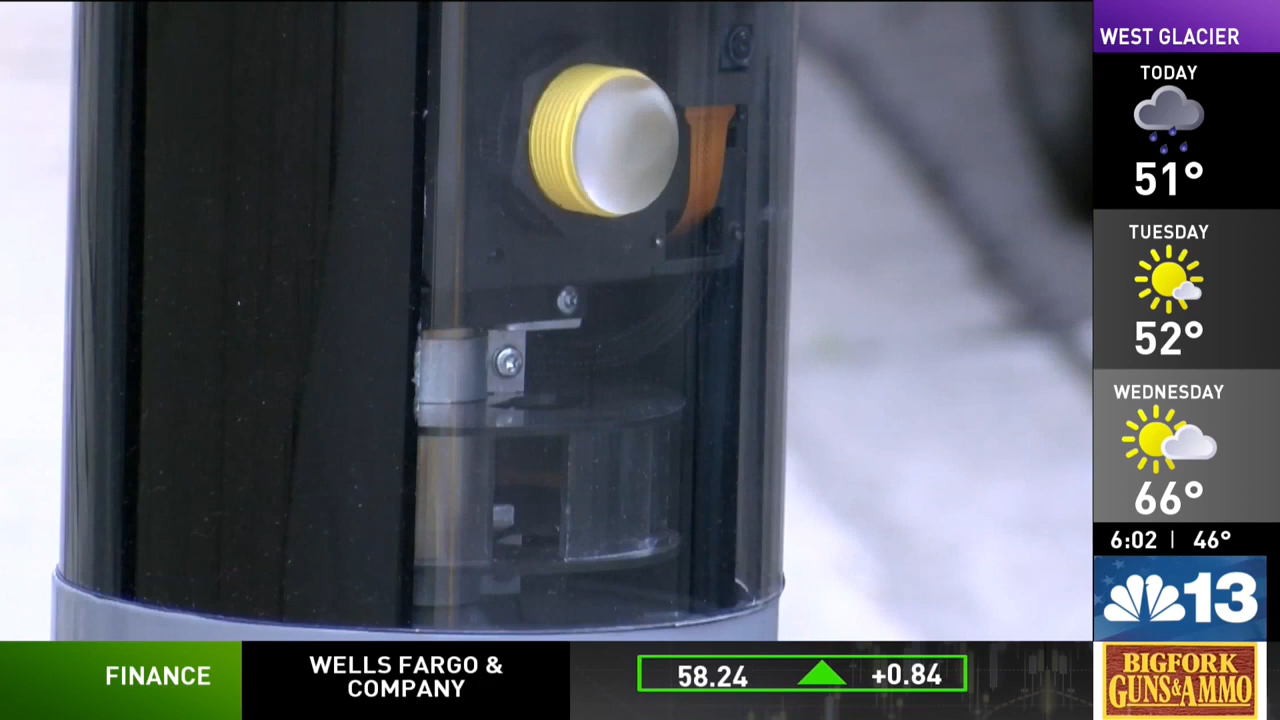 WEST GLACIER
TODAY
51°
TUESDAY
52°
WEDNESDAY
66°
6:02 | 46°
13
BIGFORK
GUNS & AMMO
FINANCE
WELLS FARGO &
COMPANY
58.24
+0.84